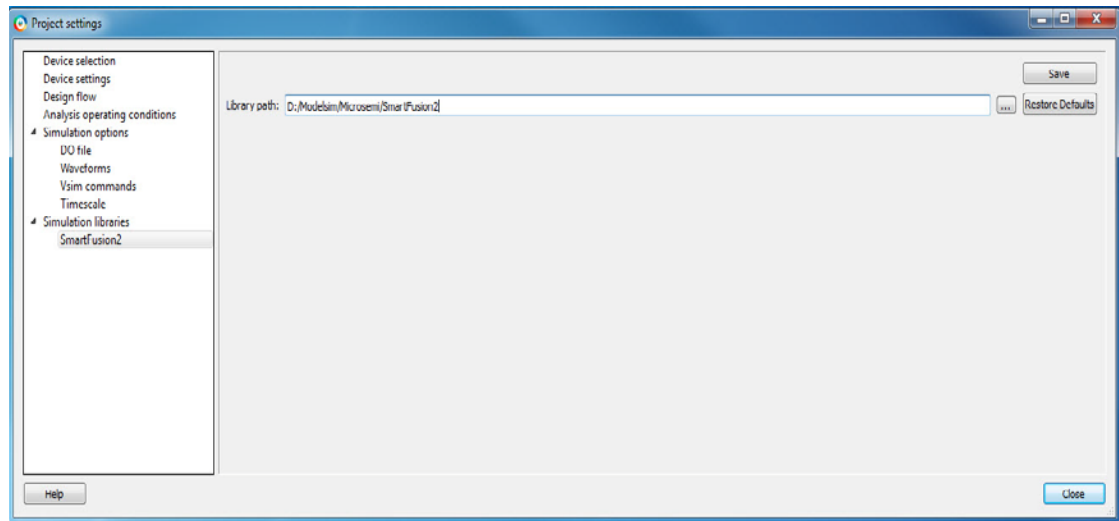 Project settings
Device selection
Device settings
Design flow
Analysis operating conditions
Simulation options
DO file
Waveforms
Vsim commands
Timescale
Simulation libraries
SmartFusion2
Save
Library path: D:/Modelsim/Microsemi/SmartFusion2
...
Restore Defaults
Help
Close